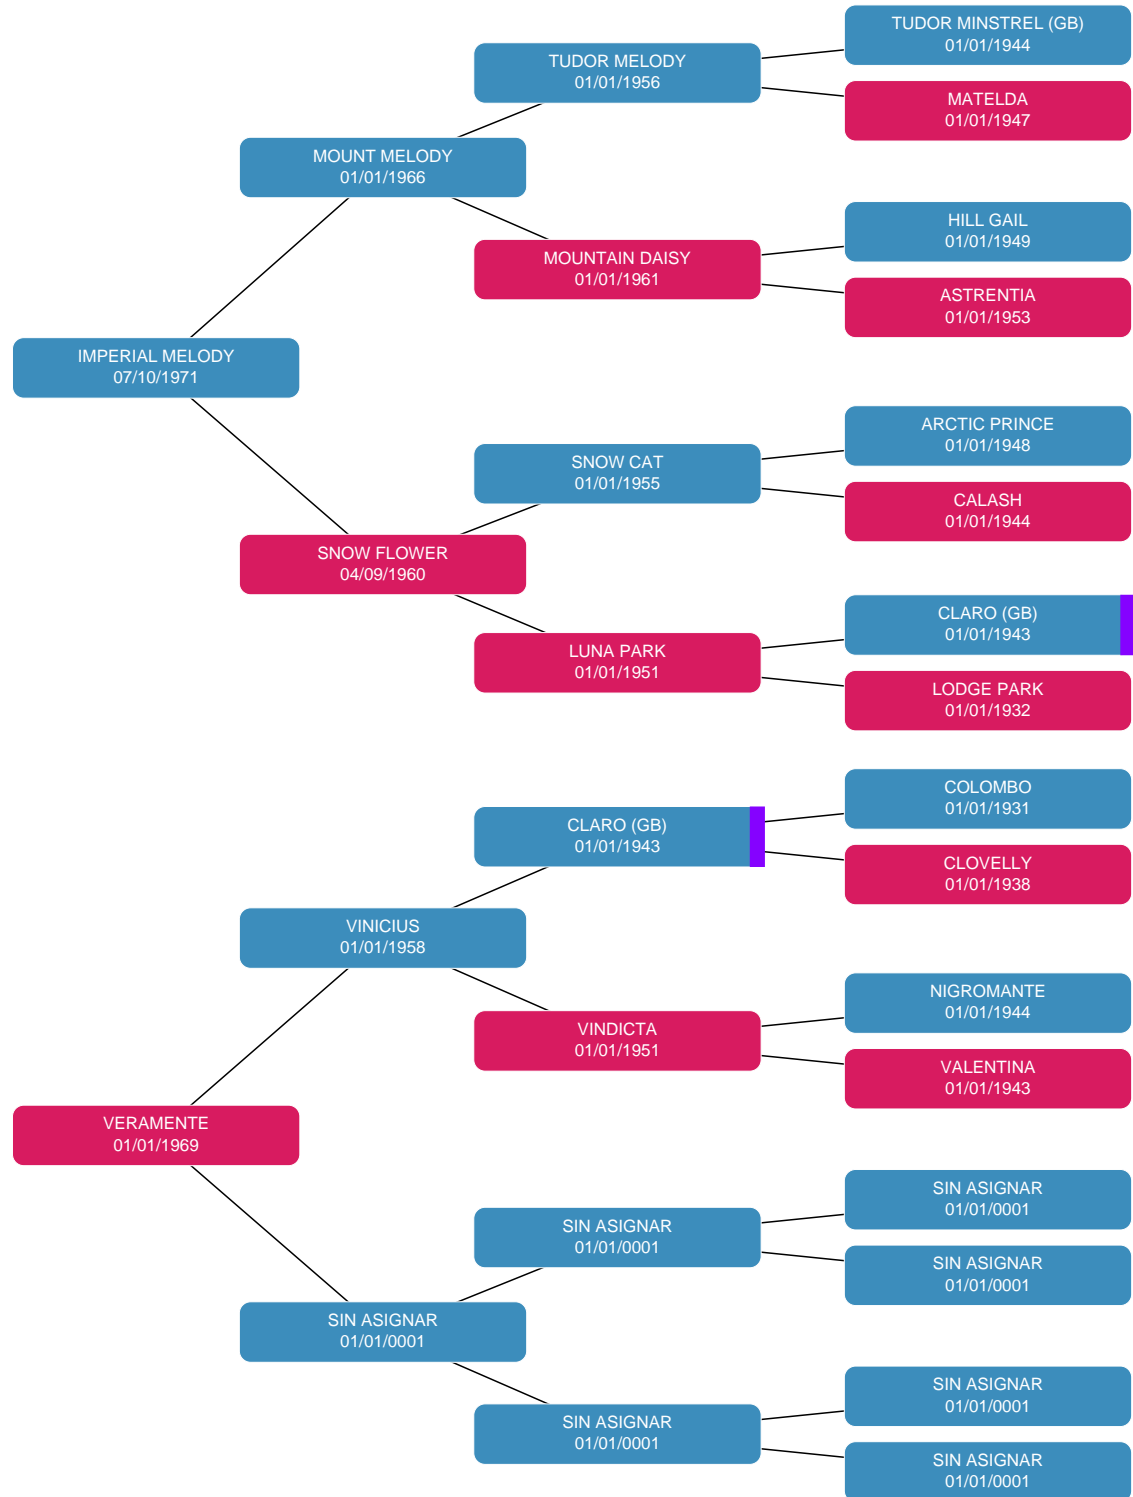 TUDOR MINSTREL (GB)
01/01/1944
TUDOR MELODY
01/01/1956
MATELDA
01/01/1947
MOUNT MELODY
01/01/1966
HILL GAIL
01/01/1949
MOUNTAIN DAISY
01/01/1961
ASTRENTIA
01/01/1953
IMPERIAL MELODY
07/10/1971
ARCTIC PRINCE
01/01/1948
SNOW CAT
01/01/1955
CALASH
01/01/1944
SNOW FLOWER
04/09/1960
CLARO (GB)
01/01/1943
LUNA PARK
01/01/1951
LODGE PARK
01/01/1932
COLOMBO
01/01/1931
CLARO (GB)
01/01/1943
CLOVELLY
01/01/1938
VINICIUS
01/01/1958
NIGROMANTE
01/01/1944
VINDICTA
01/01/1951
VALENTINA
01/01/1943
VERAMENTE
01/01/1969
SIN ASIGNAR
01/01/0001
SIN ASIGNAR
01/01/0001
SIN ASIGNAR
01/01/0001
SIN ASIGNAR
01/01/0001
SIN ASIGNAR
01/01/0001
SIN ASIGNAR
01/01/0001
SIN ASIGNAR
01/01/0001